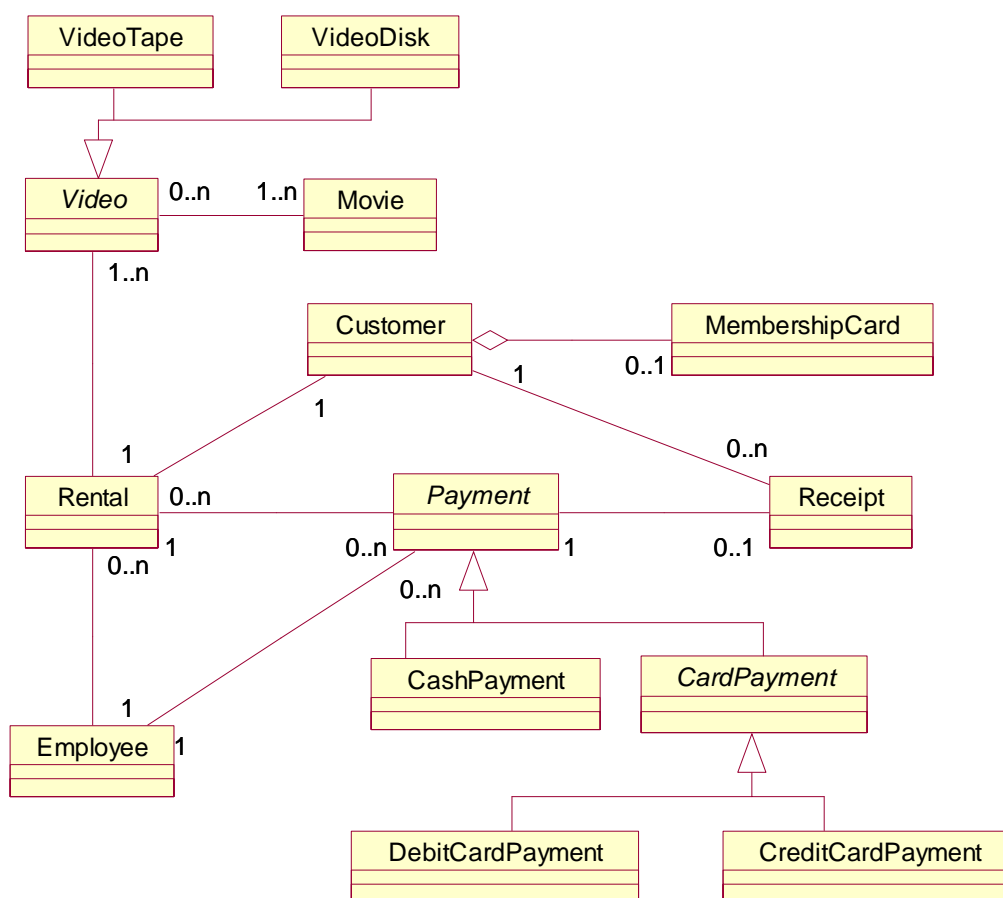 VideoTape
VideoDisk
Video
0..n
1..n
Movie
1..n
Customer
MembershipCard
1
0..1
1
1
0..n
Rental
0..n
Payment
Receipt
0..n
1
0..n
1
0..1
0..n
CashPayment
CardPayment
1
Employee
1
DebitCardPayment
CreditCardPayment